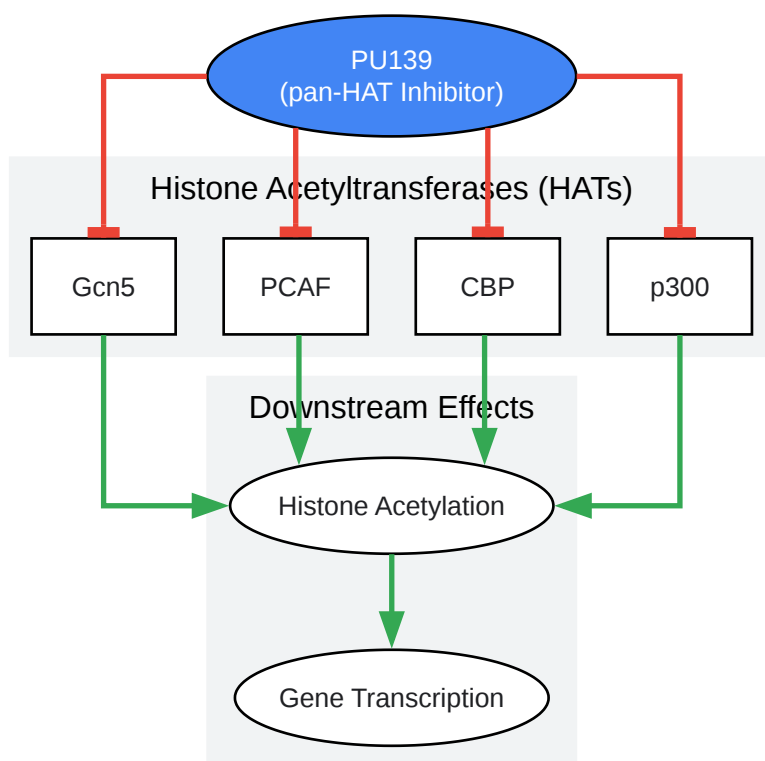 PU139
(pan-HAT Inhibitor)
Histone Acetyltransferases (HATs)
Gcn5
PCAF
CBP
p300
Downstream Effects
Histone Acetylation
Gene Transcription